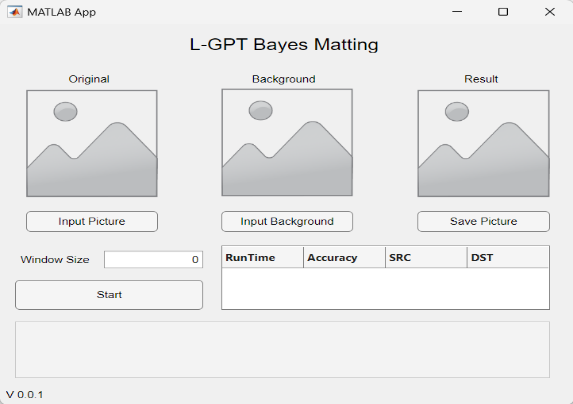 MATLAB App
L-GPT Bayes Matting
Original Background Result
Input Picture Input Background Save Picture
Window Size 0
RunTime Accuracy SRC DST
Start
V 0.0.1